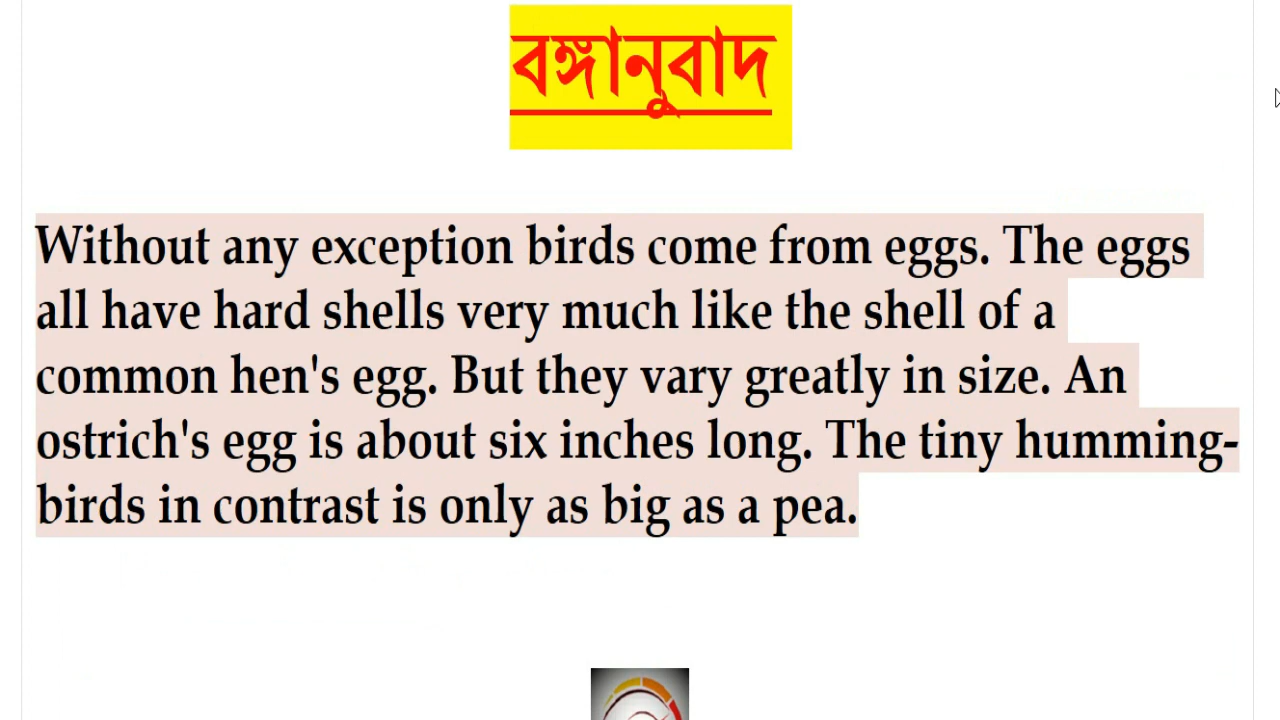 বঙ্গানুবাদ
Without any exception birds come from eggs. The eggs
all have hard shells very much like the shell of a
common hen's egg. But they vary greatly in size. An
ostrich's egg is about six inches long. The tiny humming-
birds in contrast is only as big as a pea.